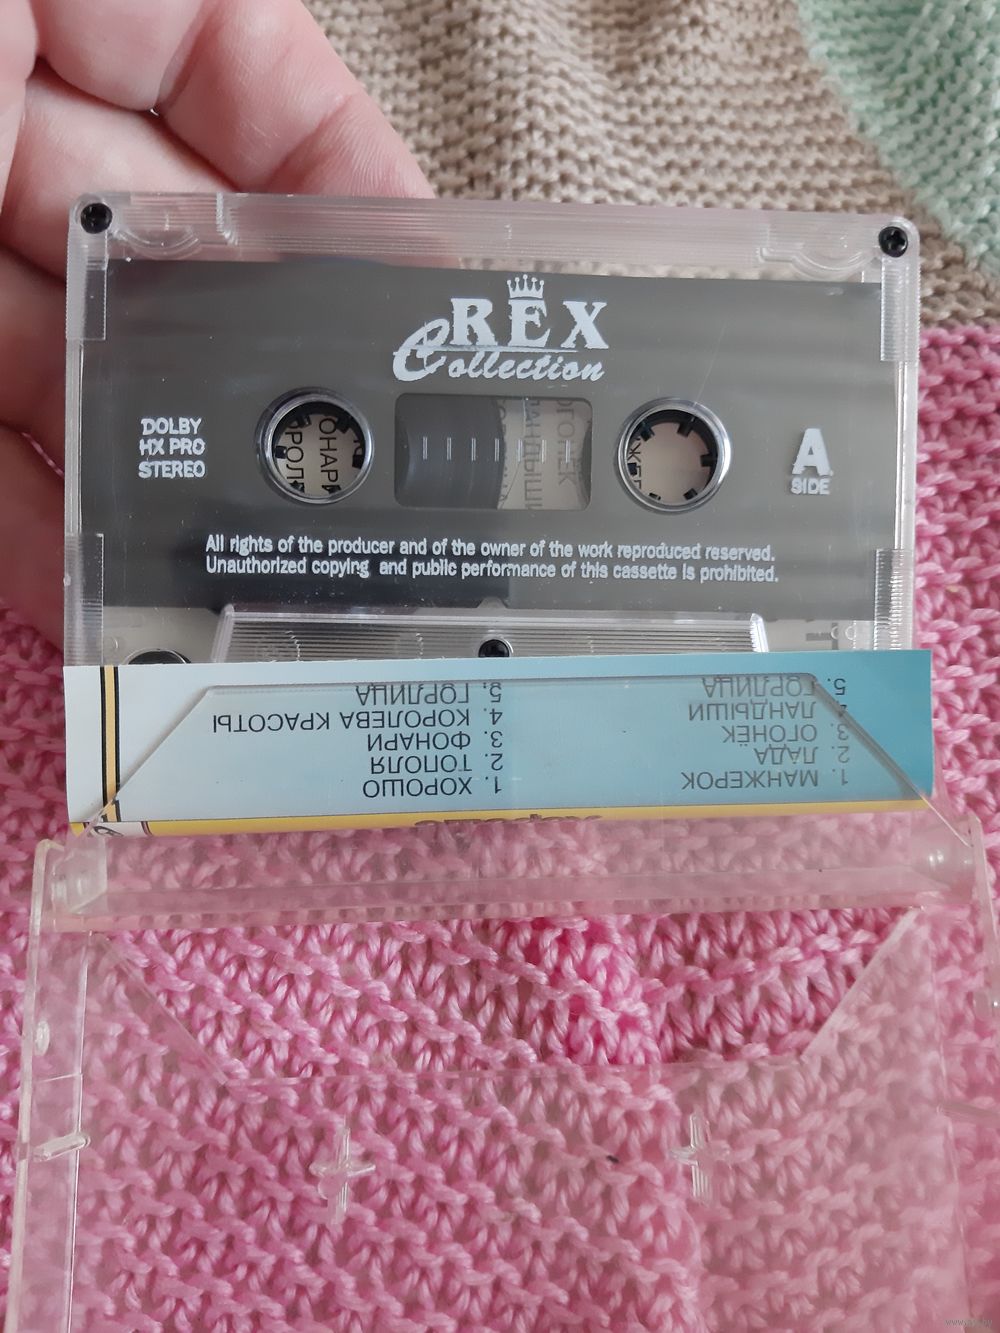 REX
Collection
DOLBY
HX PRO
STEREO
A
SIDE
All rights of the producer and of the owner of the work reproduced reserved.
Unauthorized copying and public performance of this cassette is prohibited.
1. МАНЖЕРОК
2. ЛАДА
3. ОГОНЁК
4. ЛАНДЫШИ
5. ГОРЛИЦА
1. ХОРОШО
2. ТОПОЛЯ
3. ФОНАРИ
4. КОРОЛЕВА КРАСОТЫ
5. ГОРЛИЦА